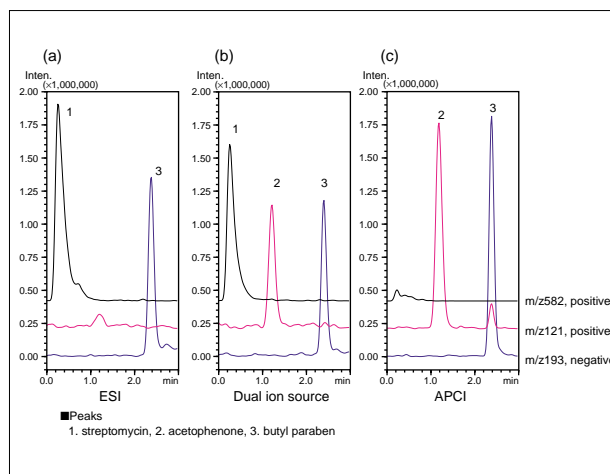 (a) (b) (c)
Inten. Inten. Inten.
(×1,000,000) (×1,000,000) (×1,000,000)
2.00 2.00 2.00
1 1 2 3
1.75 1.75 1.75
1.50 1.50 1.50
3 2 3
1.25 1.25 1.25
1.00 1.00 1.00
0.75 0.75 0.75
0.50 0.50 0.50
m/z582, positive
0.25 0.25 0.25
m/z121, positive
0.00 0.00 0.00
m/z193, negative
0.0 1.0 2.0 min 0.0 1.0 2.0 min 0.0 1.0 2.0 min
ESI Dual ion source APCI
■Peaks
1. streptomycin, 2. acetophenone, 3. butyl paraben